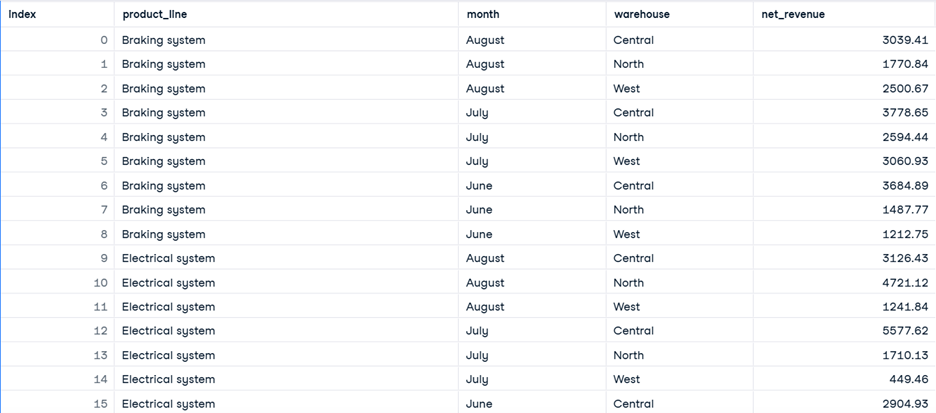 index product_line month warehouse net_revenue
0 Braking system August Central 3039.41
1 Braking system August North 1770.84
2 Braking system August West 2500.67
3 Braking system July Central 3778.65
4 Braking system July North 2594.44
5 Braking system July West 3060.93
6 Braking system June Central 3684.89
7 Braking system June North 1487.77
8 Braking system June West 1212.75
9 Electrical system August Central 3126.43
10 Electrical system August North 4721.12
11 Electrical system August West 1241.84
12 Electrical system July Central 5577.62
13 Electrical system July North 1710.13
14 Electrical system July West 449.46
15 Electrical system June Central 2904.93